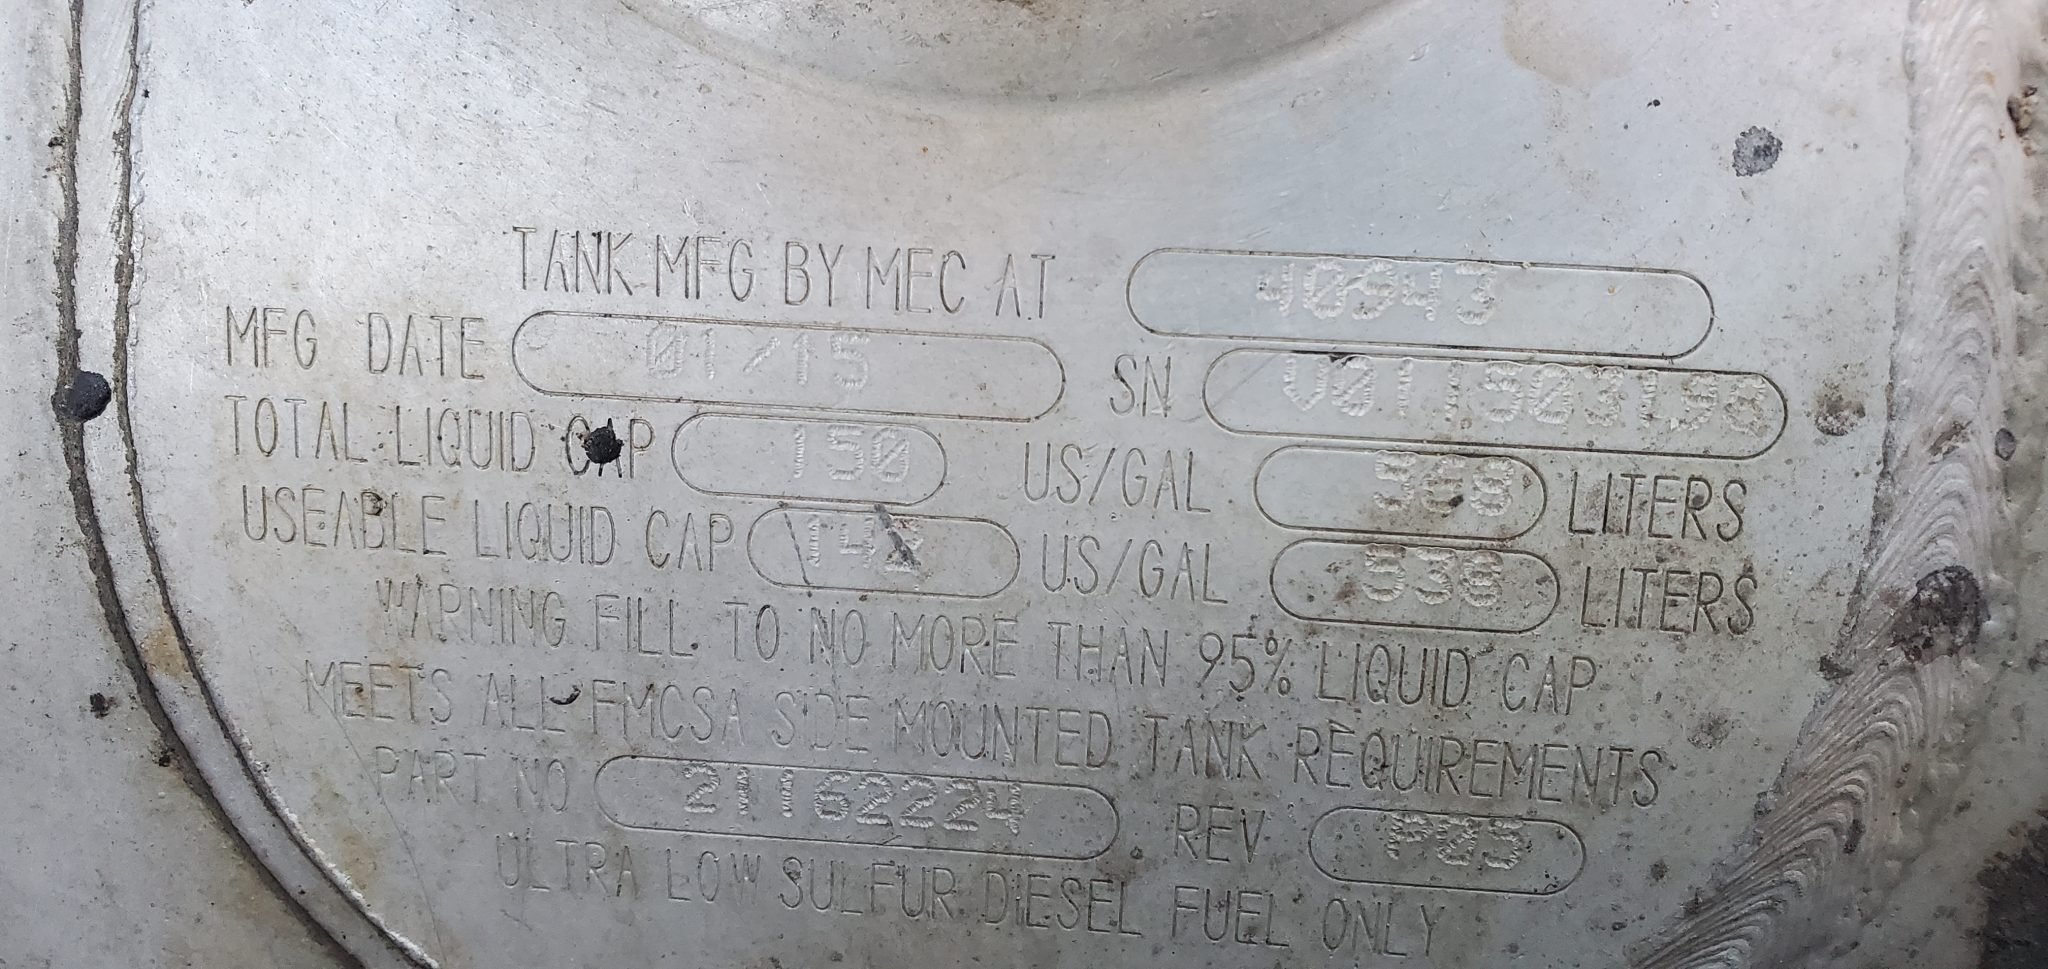 TANK MFG BY MEC AT 40943
MFG DATE 01/15 SN V011503198
TOTAL LIQUID CAP 150 US/GAL 568 LITERS
USEABLE LIQUID CAP 142 US/GAL 538 LITERS
WARNING FILL TO NO MORE THAN 95% LIQUID CAP
MEETS ALL FMCSA SIDE MOUNTED TANK REQUIREMENTS
PART NO 21162224 REV P03
ULTRA LOW SULFUR DIESEL FUEL ONLY